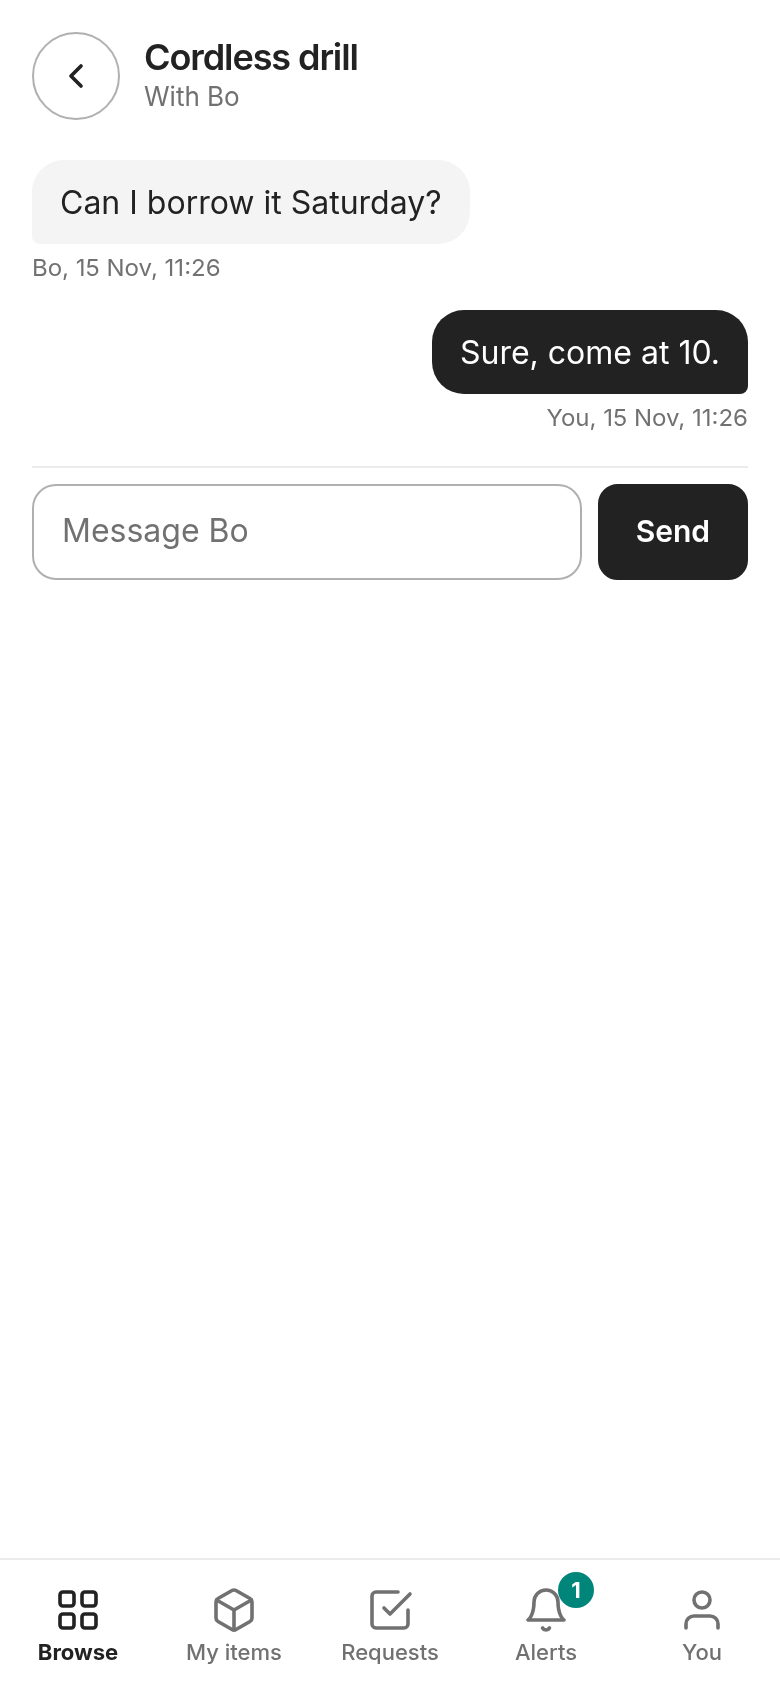 Cordless drill
With Bo
Can I borrow it Saturday?
Bo, 15 Nov, 11:26
Sure, come at 10.
You, 15 Nov, 11:26
Message Bo
Send
1
Browse
My items
Requests
Alerts
You